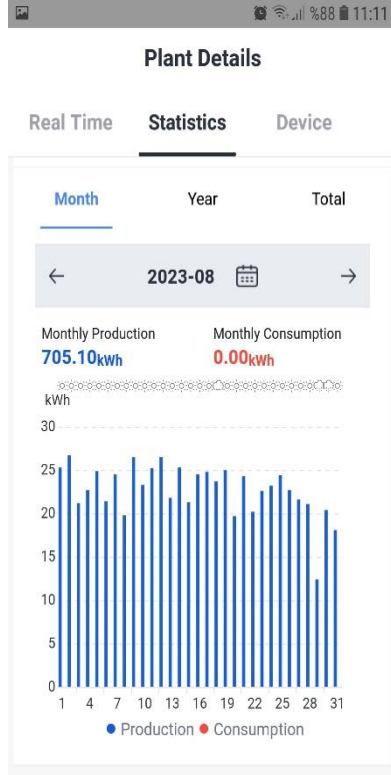 %88 11:11
Plant Details
Real Time Statistics Device
Month Year Total
← 2023-08 →
Monthly Production Monthly Consumption
705.10kWh 0.00kWh
kWh
30
25
20
15
10
5
0
1 4 7 10 13 16 19 22 25 28 31
Production Consumption